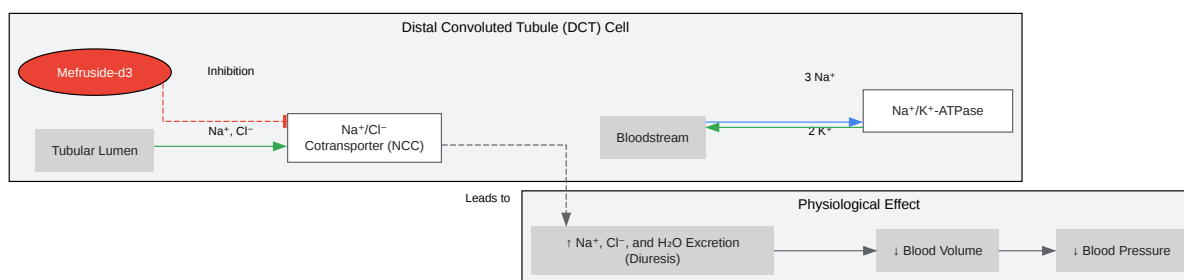 Distal Convoluted Tubule (DCT) Cell
Mefruside-d3
Inhibition
3 Na⁺
Na⁺/K⁺-ATPase
Na⁺, Cl⁻
Na⁺/Cl⁻
Cotransporter (NCC)
2 K⁺
Bloodstream
Tubular Lumen
Leads to
Physiological Effect
↑ Na⁺, Cl⁻, and H₂O Excretion
(Diuresis)
↓ Blood Volume
↓ Blood Pressure